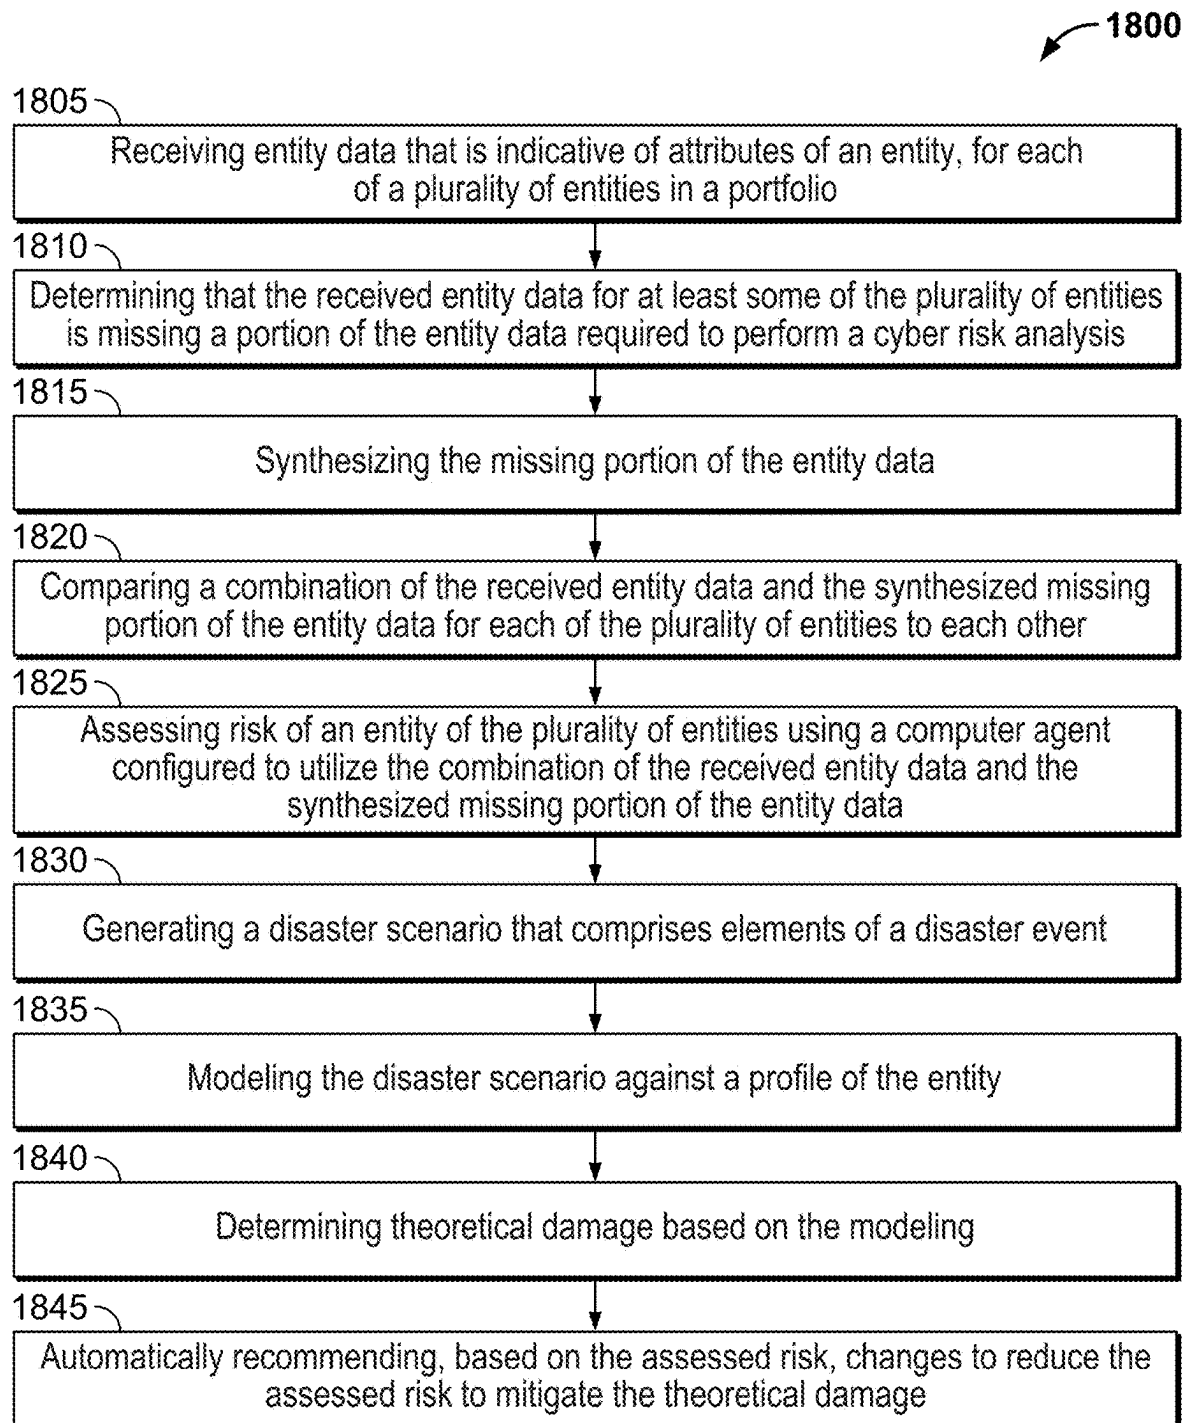 1800
1805
Receiving entity data that is indicative of attributes of an entity, for each
of a plurality of entities in a portfolio
1810
Determining that the received entity data for at least some of the plurality of entities
is missing a portion of the entity data required to perform a cyber risk analysis
1815
Synthesizing the missing portion of the entity data
1820
Comparing a combination of the received entity data and the synthesized missing
portion of the entity data for each of the plurality of entities to each other
1825
Assessing risk of an entity of the plurality of entities using a computer agent
configured to utilize the combination of the received entity data and the
synthesized missing portion of the entity data
1830
Generating a disaster scenario that comprises elements of a disaster event
1835
Modeling the disaster scenario against a profile of the entity
1840
Determining theoretical damage based on the modeling
1845
Automatically recommending, based on the assessed risk, changes to reduce the
assessed risk to mitigate the theoretical damage